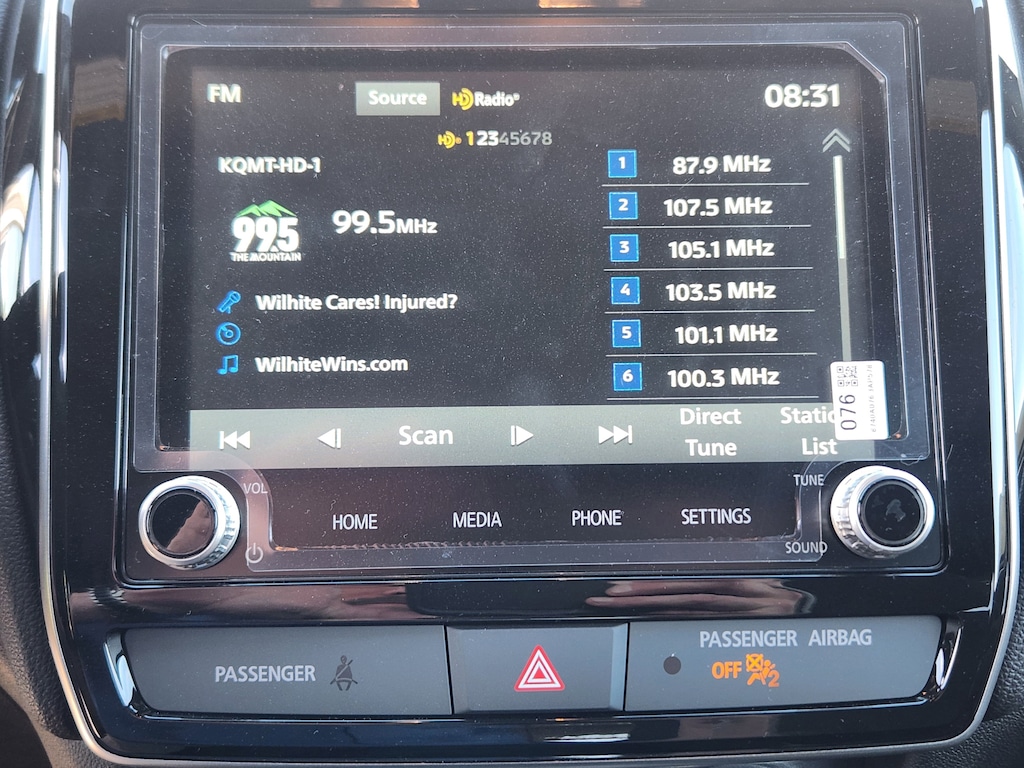 FM
Source
HD Radio®
08:31
HD® 12345678
KQMT-HD-1
99.5
THE MOUNTAIN
99.5MHz
Wilhite Cares! Injured?
WilhiteWins.com
1 87.9 MHz
2 107.5 MHz
3 105.1 MHz
4 103.5 MHz
5 101.1 MHz
6 100.3 MHz
Scan
Direct
Tune
Statio
List
076
VOL
HOME
MEDIA
PHONE
SETTINGS
TUNE
SOUND
PASSENGER
PASSENGER AIRBAG
OFF
2